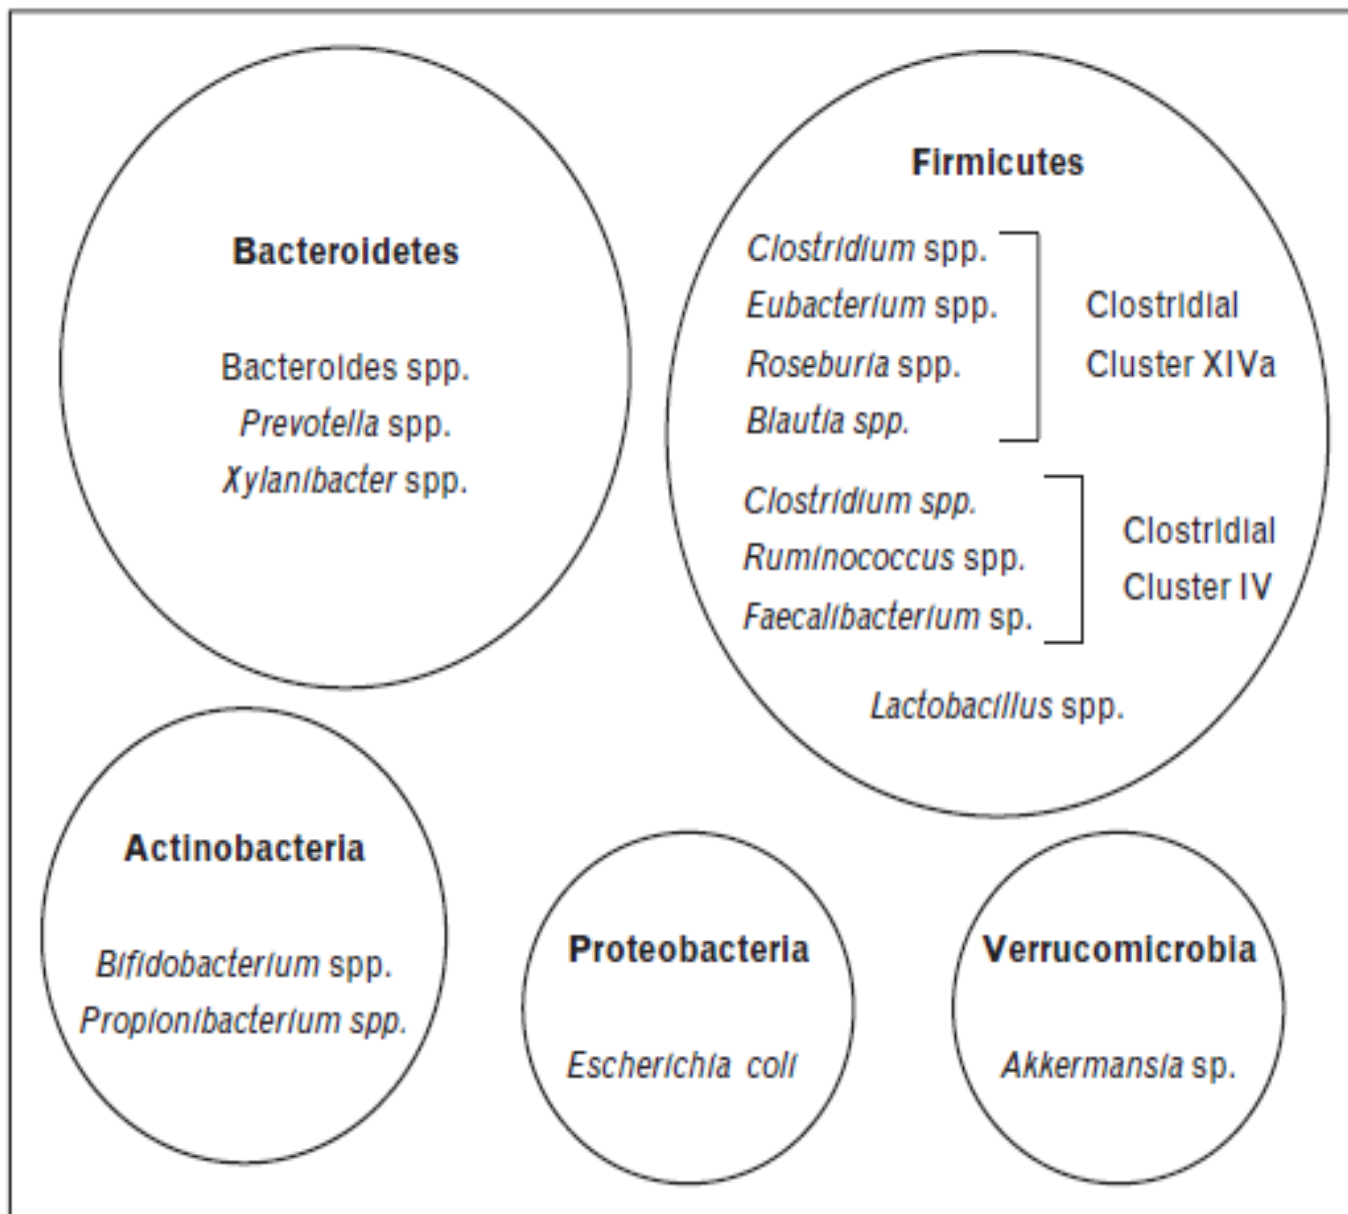 Bacteroidetes
Bacteroides spp.
Prevotella spp.
Xylanibacter spp.
Firmicutes
Clostridium spp.
Eubacterium spp.
Roseburia spp.
Blautia spp.
Clostridial
Cluster XIVa
Clostridium spp.
Ruminococcus spp.
Faecalibacterium sp.
Clostridial
Cluster IV
Lactobacillus spp.
Actinobacteria
Bifidobacterium spp.
Propionibacterium spp.
Proteobacteria
Escherichia coli
Verrucomicrobia
Akkermansia sp.